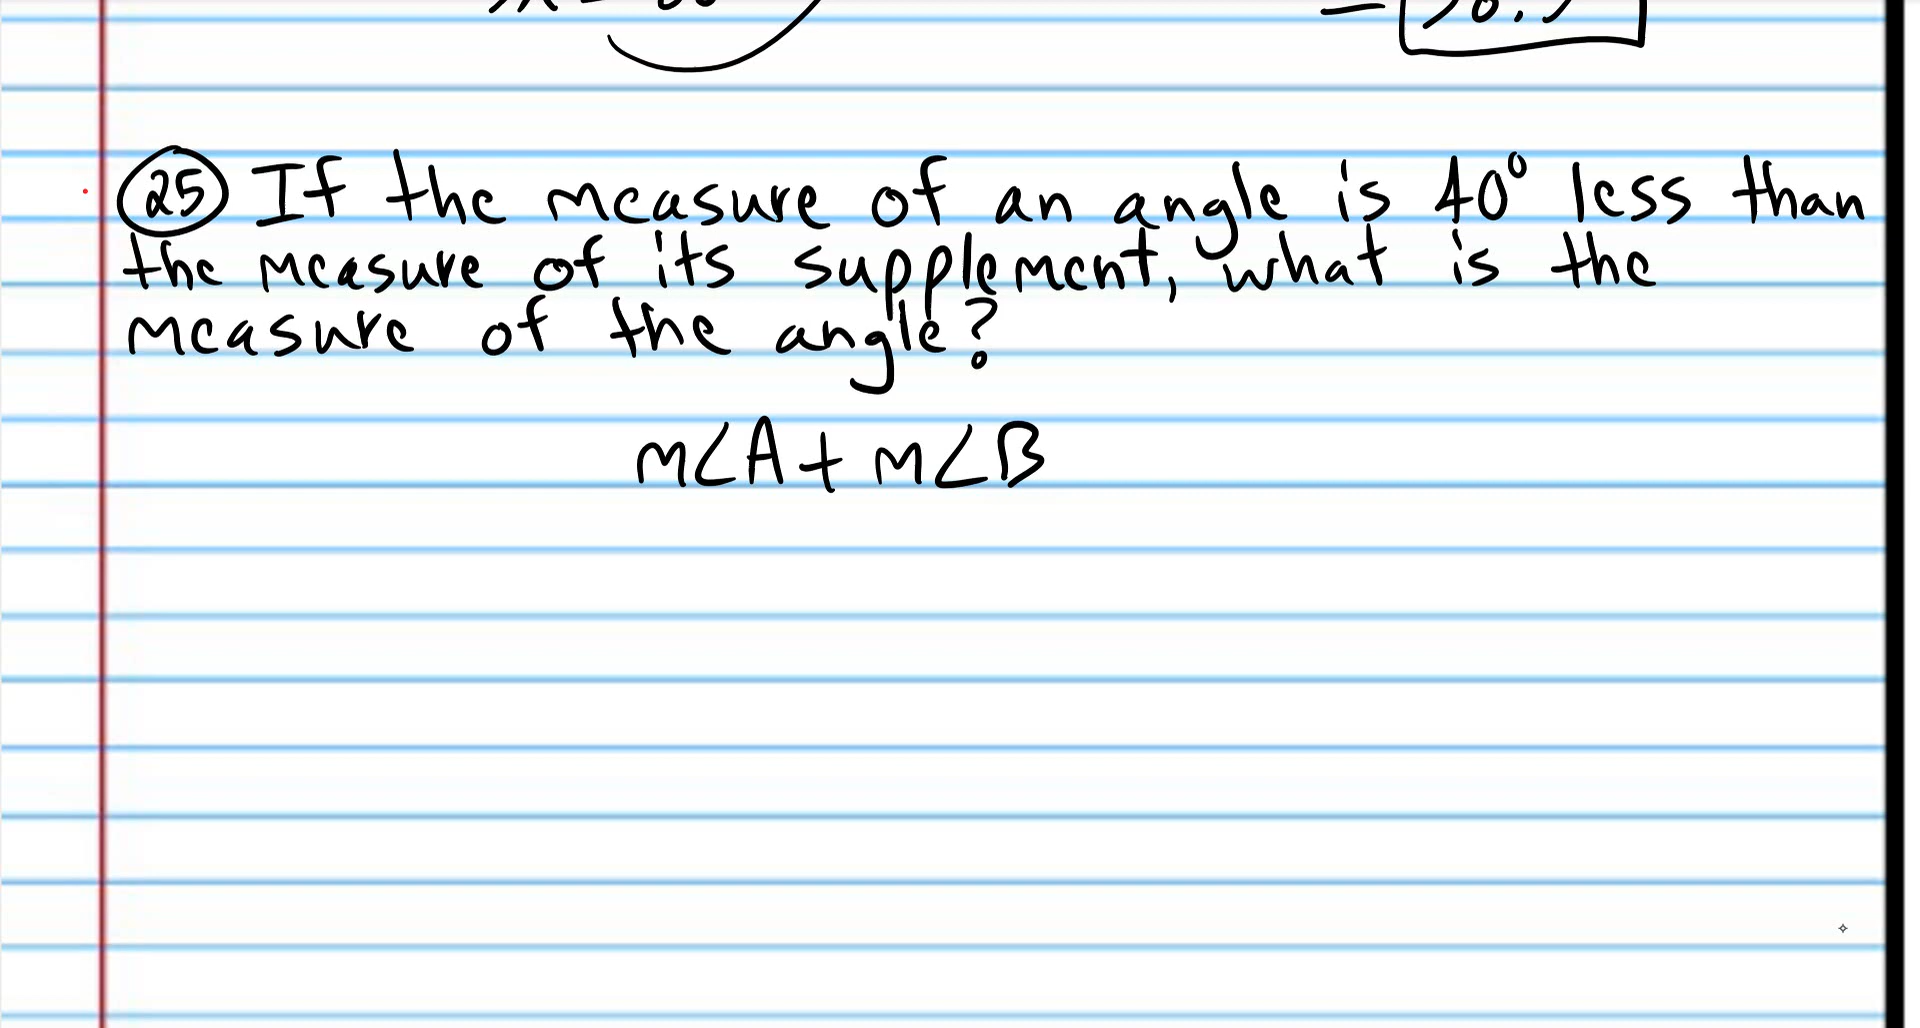 25 If the measure of an angle is 40° less than
the measure of its supplement, what is the
measure of the angle?
m∠A + m∠B